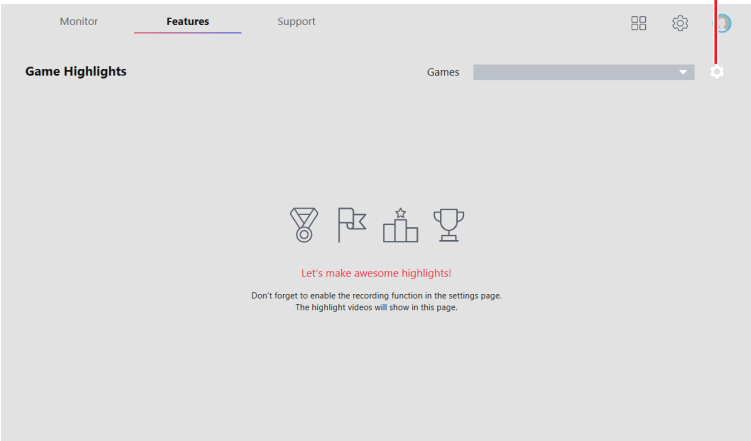 Monitor
Features
Support
Game Highlights
Games
Let's make awesome highlights!
Don't forget to enable the recording function in the settings page.
The highlight videos will show in this page.